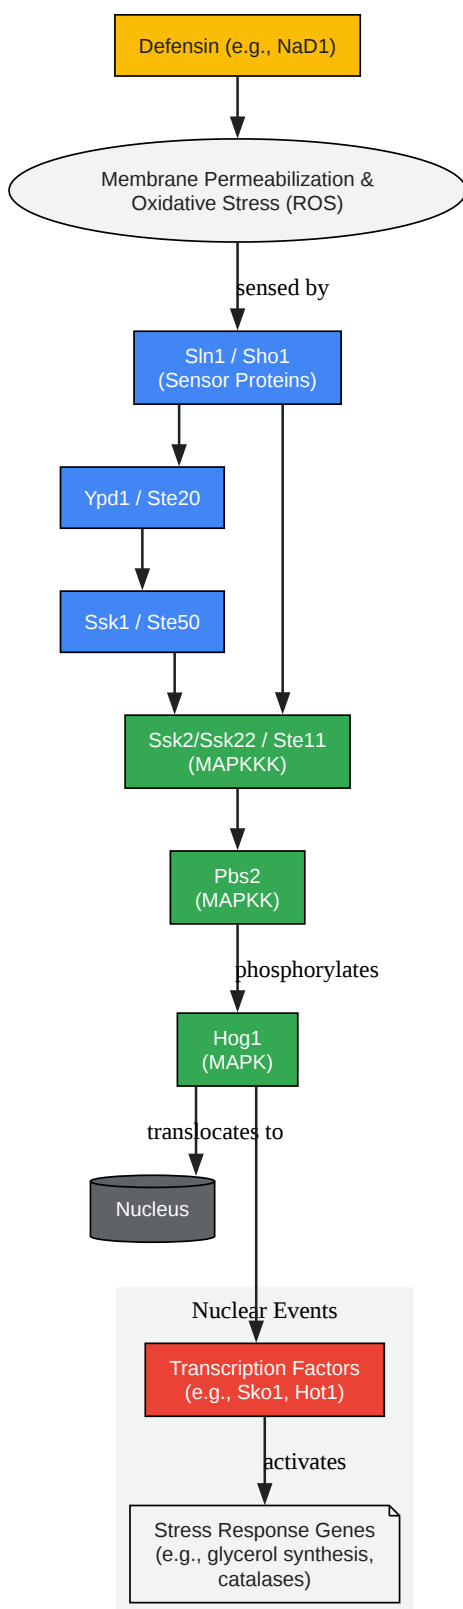 Defensin (e.g., NaD1)
Membrane Permeabilization &
Oxidative Stress (ROS)
sensed by
Sln1 / Sho1
(Sensor Proteins)
Ypd1 / Ste20
Ssk1 / Ste50
Ssk2/Ssk22 / Ste11
(MAPKKK)
Pbs2
(MAPKK)
phosphorylates
Hog1
(MAPK)
translocates to
Nucleus
Nuclear Events
Transcription Factors
(e.g., Sko1, Hot1)
activates
Stress Response Genes
(e.g., glycerol synthesis,
catalases)